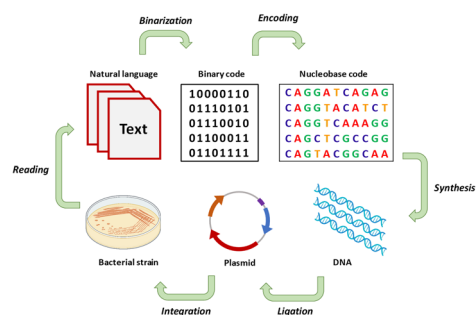 Binarization
Encoding
Natural language
Binary code
Nucleobase code
Text
10000110
01110101
01110010
01100011
01101111
CAGGATCAGAG
CAGGTACATCT
CAGGTCAAAGG
CAGCTCGCCGG
CAGTACGGCAA
Reading
Synthesis
Bacterial strain
Plasmid
DNA
Integration
Ligation